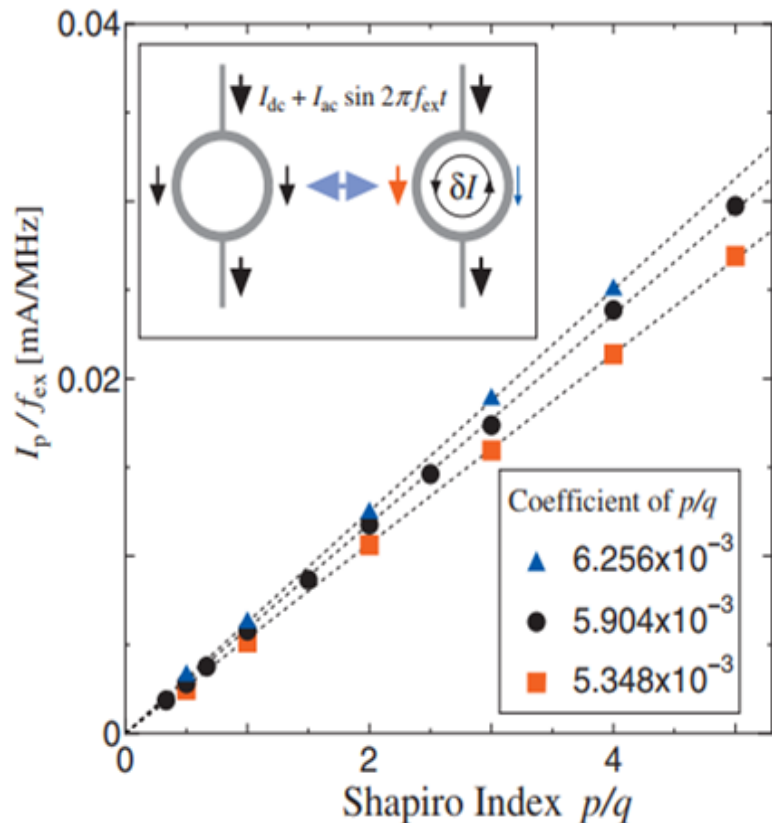 0.04
I_dc + I_ac sin 2πf_ex t
δI
I_p / f_ex [mA/MHz]
0.02
Coefficient of p/q
6.256x10⁻³
5.904x10⁻³
5.348x10⁻³
0
0 2 4
Shapiro Index p/q